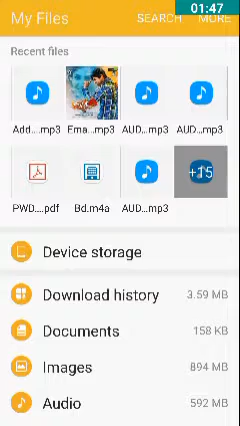 01:47
My Files SEARCH MORE
Recent files
Add....mp3 Ema...mp3 AUD...mp3 AUD...mp3
+15
PWD....pdf Bd.m4a AUD...mp3
Device storage
Download history 3.59 MB
Documents 158 KB
Images 894 MB
Audio 592 MB